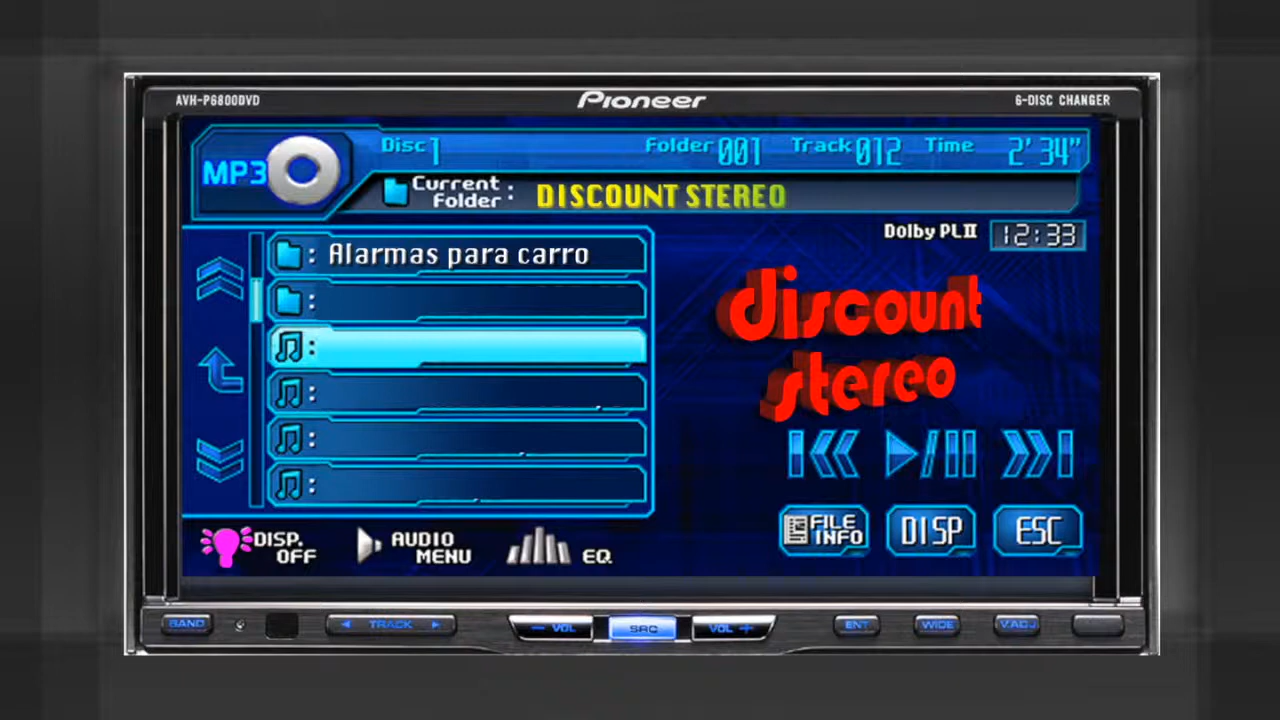 AVH-P6800DVD
Pioneer
6-DISC CHANGER
MP3
Disc 1
Folder 001
Track 012
Time 2' 34"
Current Folder :
DISCOUNT STEREO
Dolby PL II
12:33
: Alarmas para carro
:
:
:
:
:
discount
stereo
FILE
INFO
DISP
ESC
DISP.
OFF
AUDIO
MENU
EQ
BAND
TRACK
− VOL
SRC
VOL +
ENT
WIDE
V.ADJ